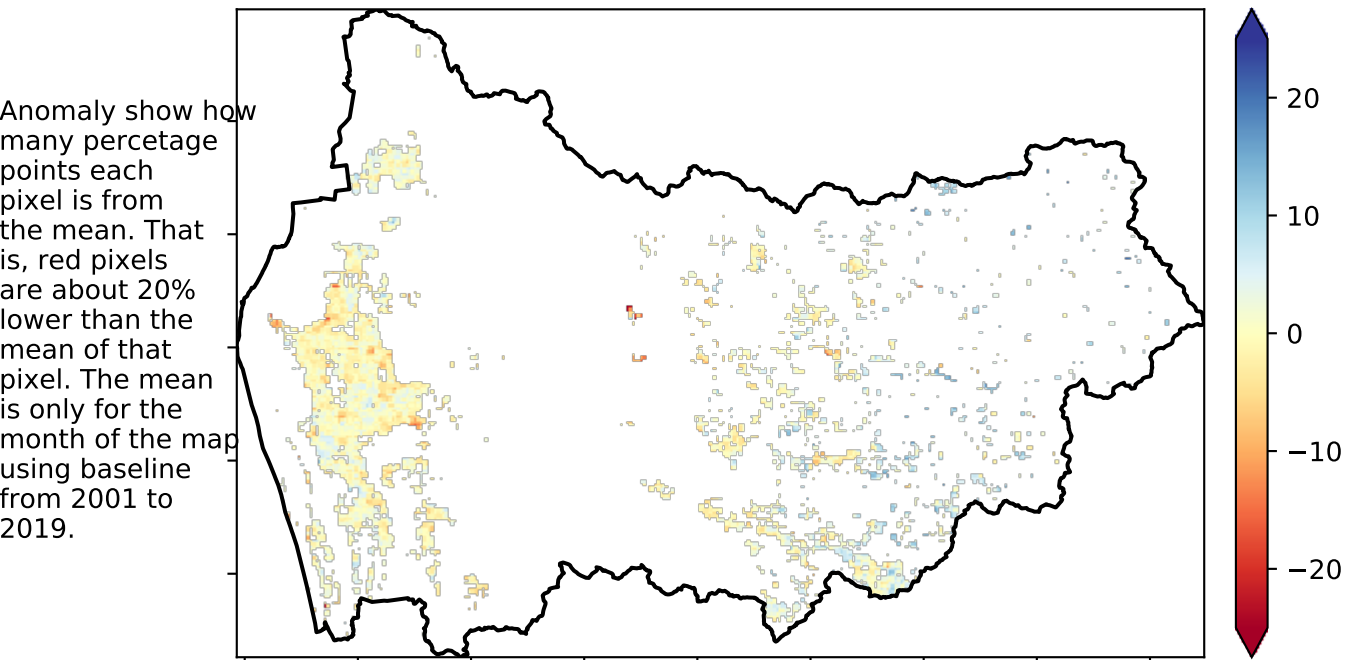 Anomaly show how
many percetage
points each
pixel is from
the mean. That
is, red pixels
are about 20%
lower than the
mean of that
pixel. The mean
is only for the
month of the map
using baseline
from 2001 to
2019.
20
10
0
−10
−20